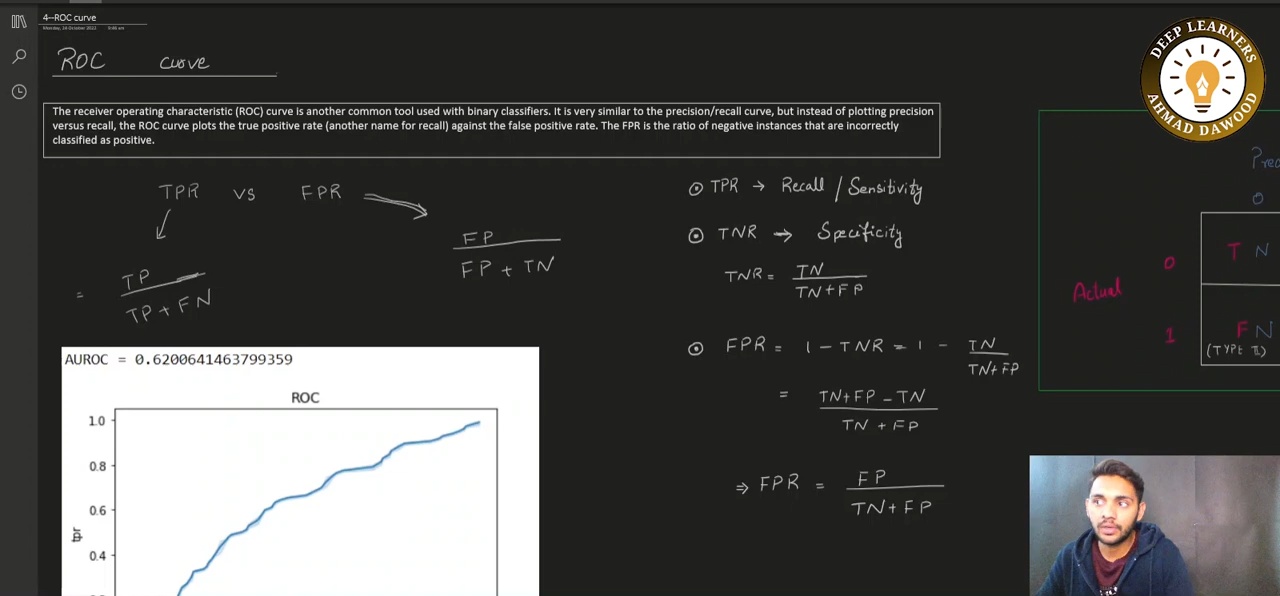 4--ROC curve
ROC curve
The receiver operating characteristic (ROC) curve is another common tool used with binary classifiers. It is very similar to the precision/recall curve, but instead of plotting precision
versus recall, the ROC curve plots the true positive rate (another name for recall) against the false positive rate. The FPR is the ratio of negative instances that are incorrectly
classified as positive.
TPR vs FPR
FP
FP + TN
= TP
TP + FN
⊙ TPR → Recall / Sensitivity
⊙ TNR → Specificity
TNR = TN
TN+FP
⊙ FPR = 1 - TNR = 1 - TN
TN+FP
= TN+FP - TN
TN + FP
⇒ FPR = FP
TN+FP
AUROC = 0.6200641463799359
ROC
1.0
0.8
0.6
0.4
tpr
DEEP LEARNERS
AHMAD DAWOOD
0
Actual
0 TN
1 FN
(TYPE II)